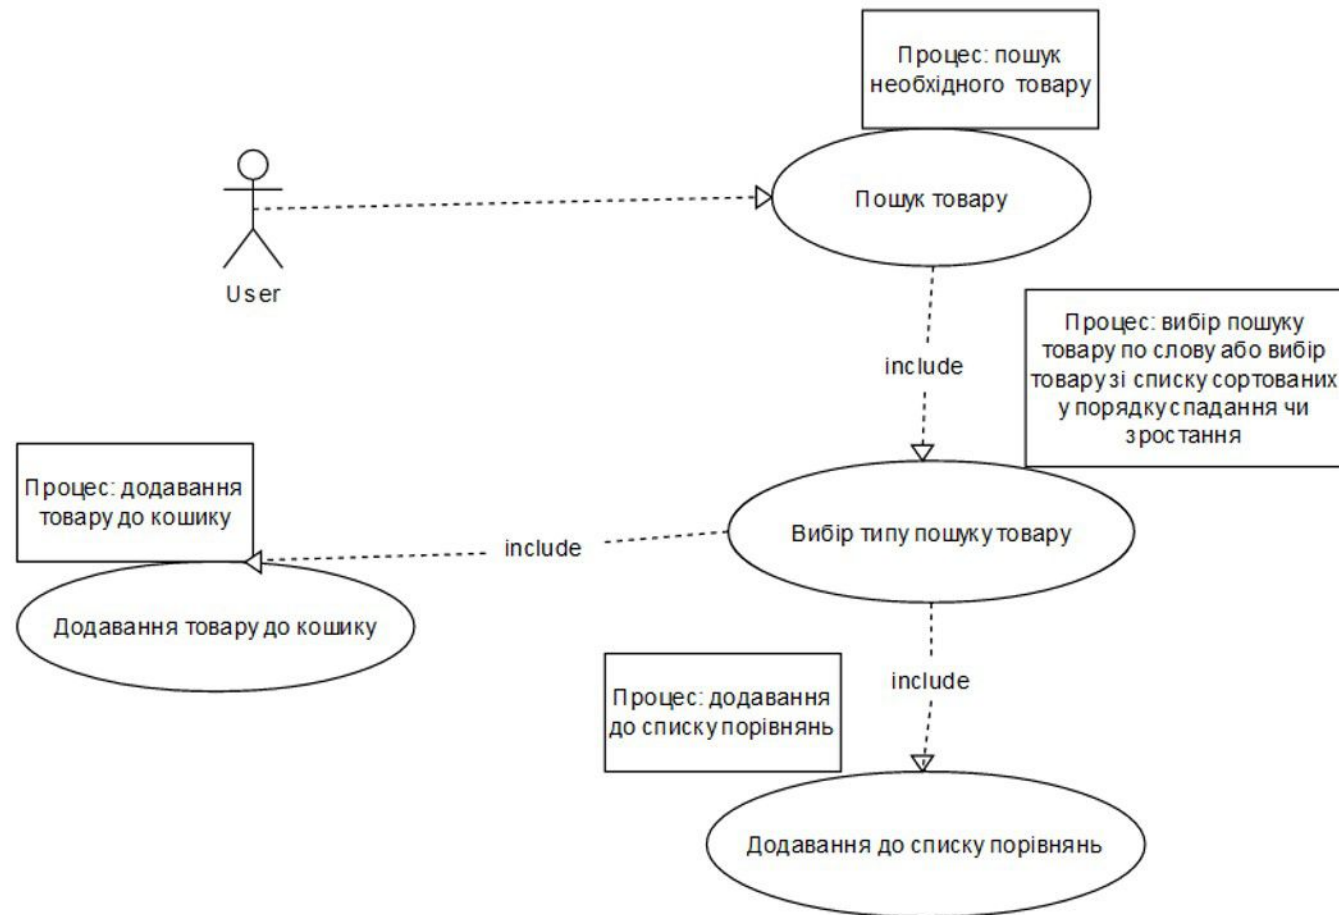 Процес: пошук
необхідного товару
Пошук товару
User
include
Процес: вибір пошуку
товару по слову або вибір
товару зі списку сортованих
у порядку спадання чи
зростання
Процес: додавання
товару до кошику
include
Вибір типу пошуку товару
Додавання товару до кошику
include
Процес: додавання
до списку порівнянь
Додавання до списку порівнянь